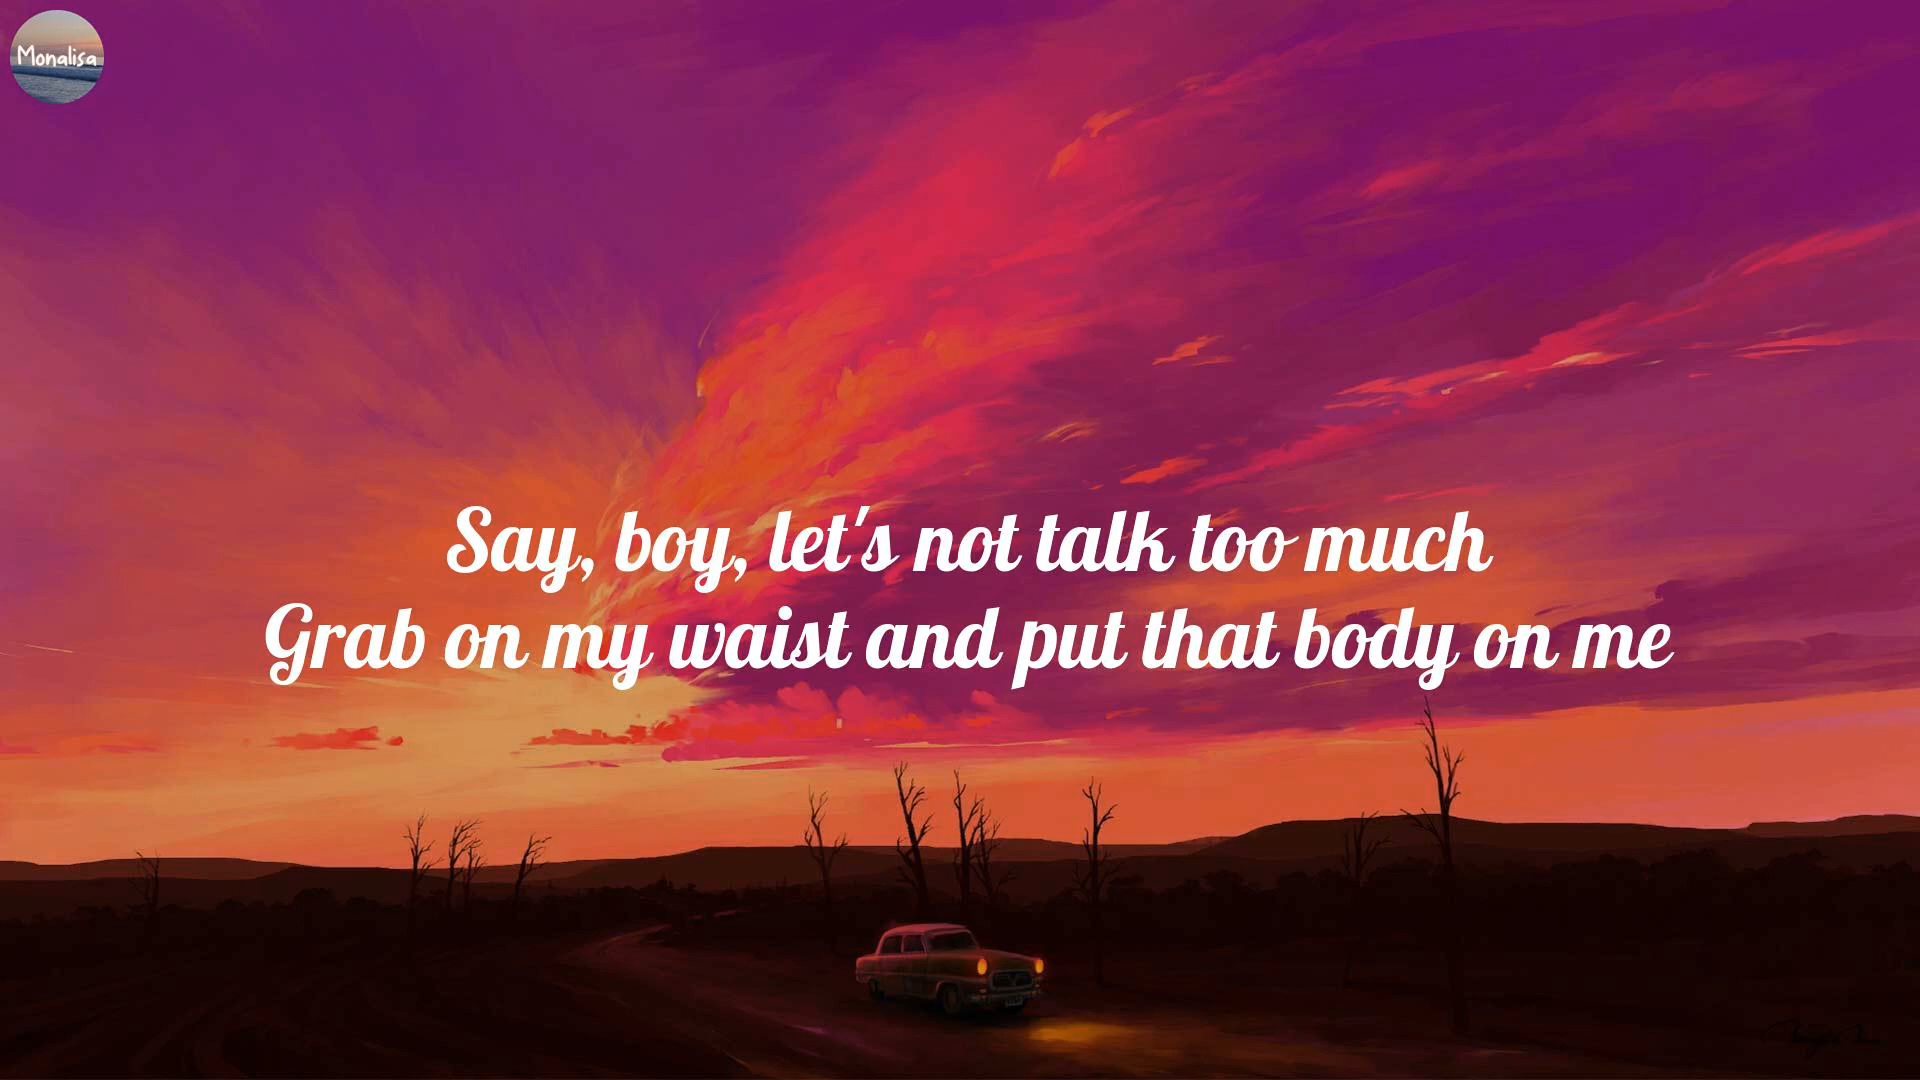 Monalisa
Say, boy, let's not talk too much
Grab on my waist and put that body on me